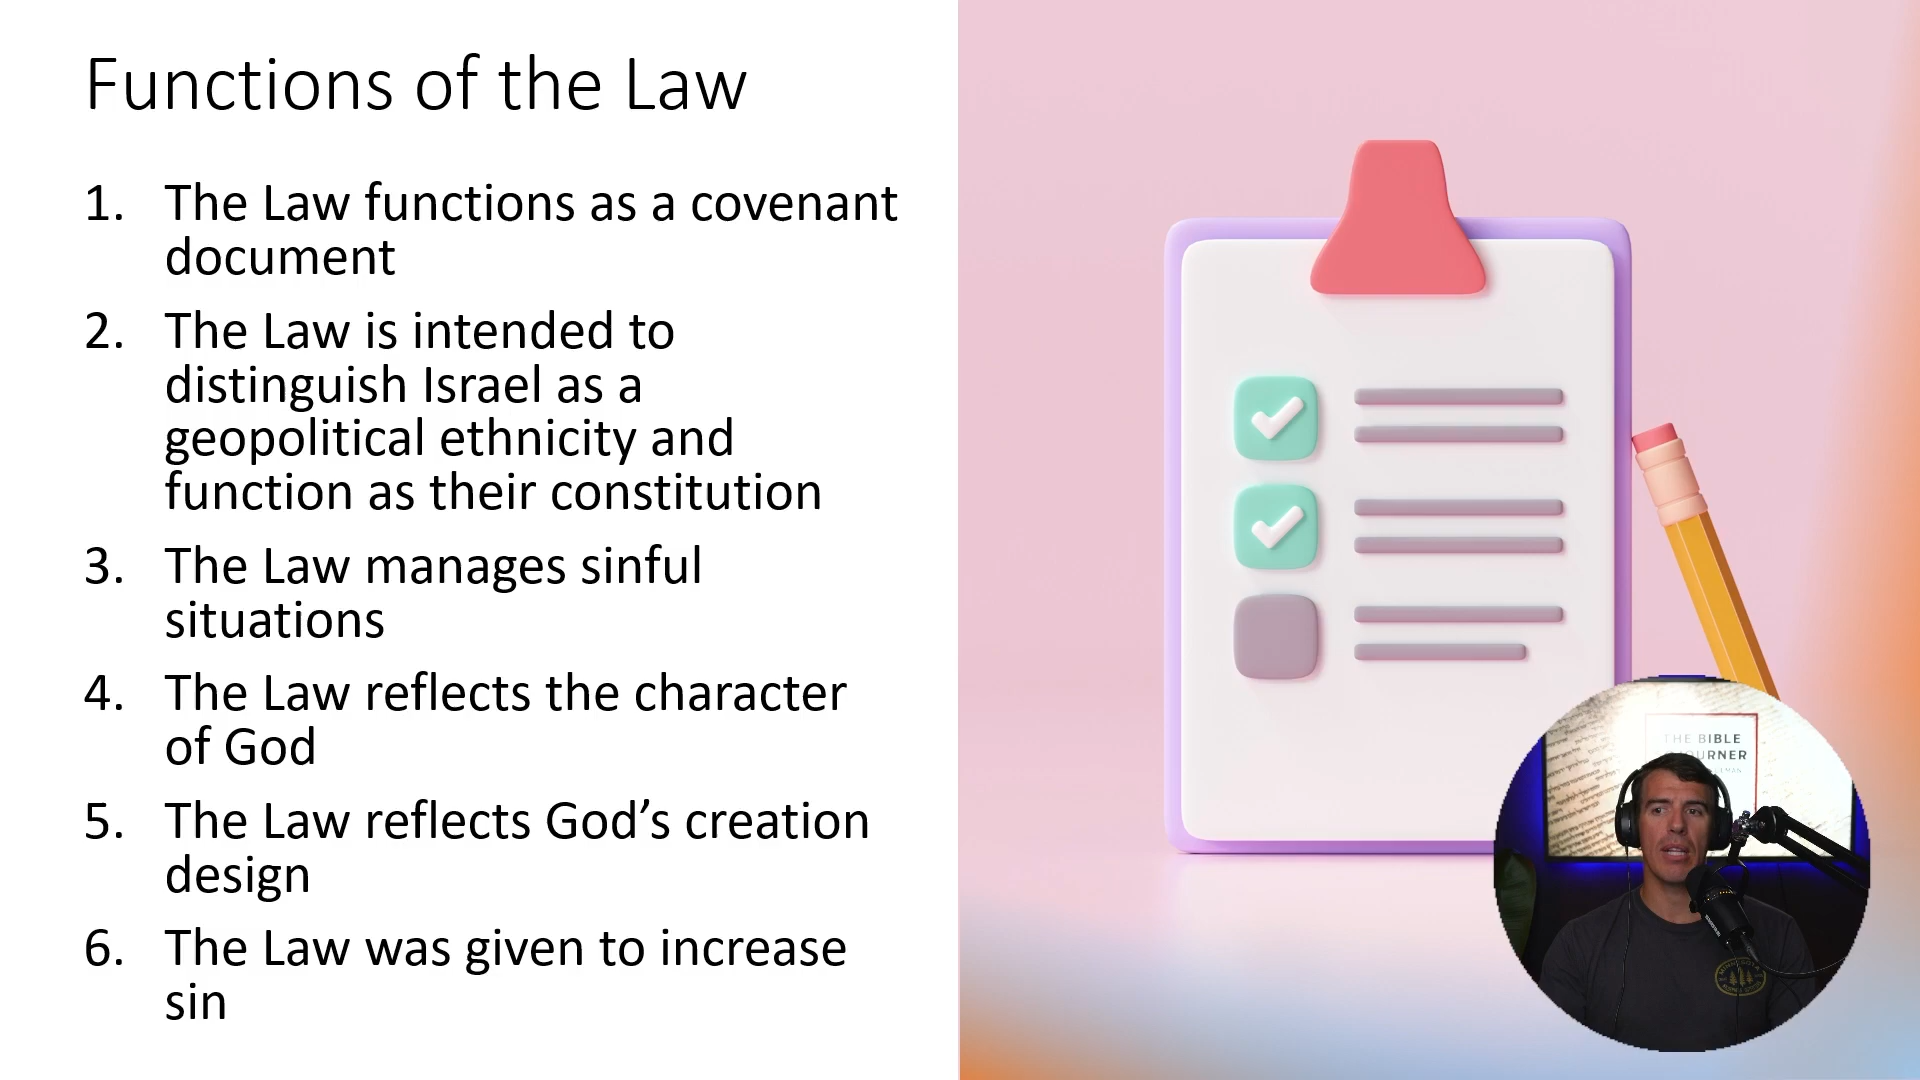 Functions of the Law
1. The Law functions as a covenant
document
2. The Law is intended to
distinguish Israel as a
geopolitical ethnicity and
function as their constitution
3. The Law manages sinful
situations
4. The Law reflects the character
of God
5. The Law reflects God’s creation
design
6. The Law was given to increase
sin
THE BIBLE